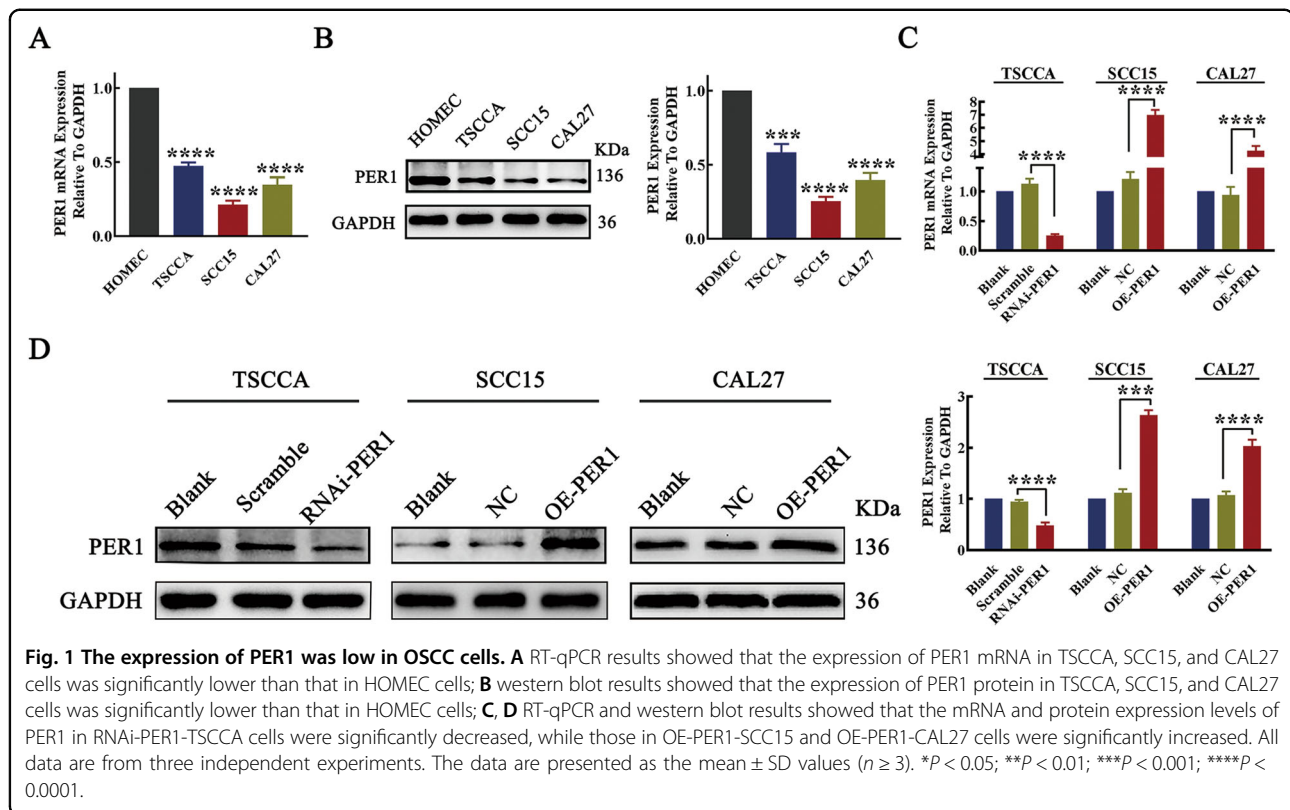 A
PER1 mRNA Expression
Relative To GAPDH
1.0
0.5
0.0
****
****
****
HOMEC
TSCCA
SCC15
CAL27
B
HOMEC
TSCCA
SCC15
CAL27
KDa
PER1
136
GAPDH
36
PER1 Expression
Relative To GAPDH
1.0
0.5
0.0
***
****
****
HOMEC
TSCCA
SCC15
CAL27
C
TSCCA
SCC15
CAL27
PER1 mRNA Expression
Relative To GAPDH
8
7
6
5
4
2
1.0
0.5
0.0
****
****
****
Blank
Scramble
RNAi-PER1
Blank
NC
OE-PER1
Blank
NC
OE-PER1
D
TSCCA
SCC15
CAL27
Blank
Scramble
RNAi-PER1
Blank
NC
OE-PER1
Blank
NC
OE-PER1
KDa
PER1
136
GAPDH
36
TSCCA
SCC15
CAL27
PER1 Expression
Relative To GAPDH
3
2
1
0
****
***
****
Blank
Scramble
RNAi-PER1
Blank
NC
OE-PER1
Blank
NC
OE-PER1
Fig. 1 The expression of PER1 was low in OSCC cells. A RT-qPCR results showed that the expression of PER1 mRNA in TSCCA, SCC15, and CAL27
cells was significantly lower than that in HOMEC cells; B western blot results showed that the expression of PER1 protein in TSCCA, SCC15, and CAL27
cells was significantly lower than that in HOMEC cells; C, D RT-qPCR and western blot results showed that the mRNA and protein expression levels of
PER1 in RNAi-PER1-TSCCA cells were significantly decreased, while those in OE-PER1-SCC15 and OE-PER1-CAL27 cells were significantly increased. All
data are from three independent experiments. The data are presented as the mean ± SD values (n ≥ 3). *P < 0.05; **P < 0.01; ***P < 0.001; ****P <
0.0001.